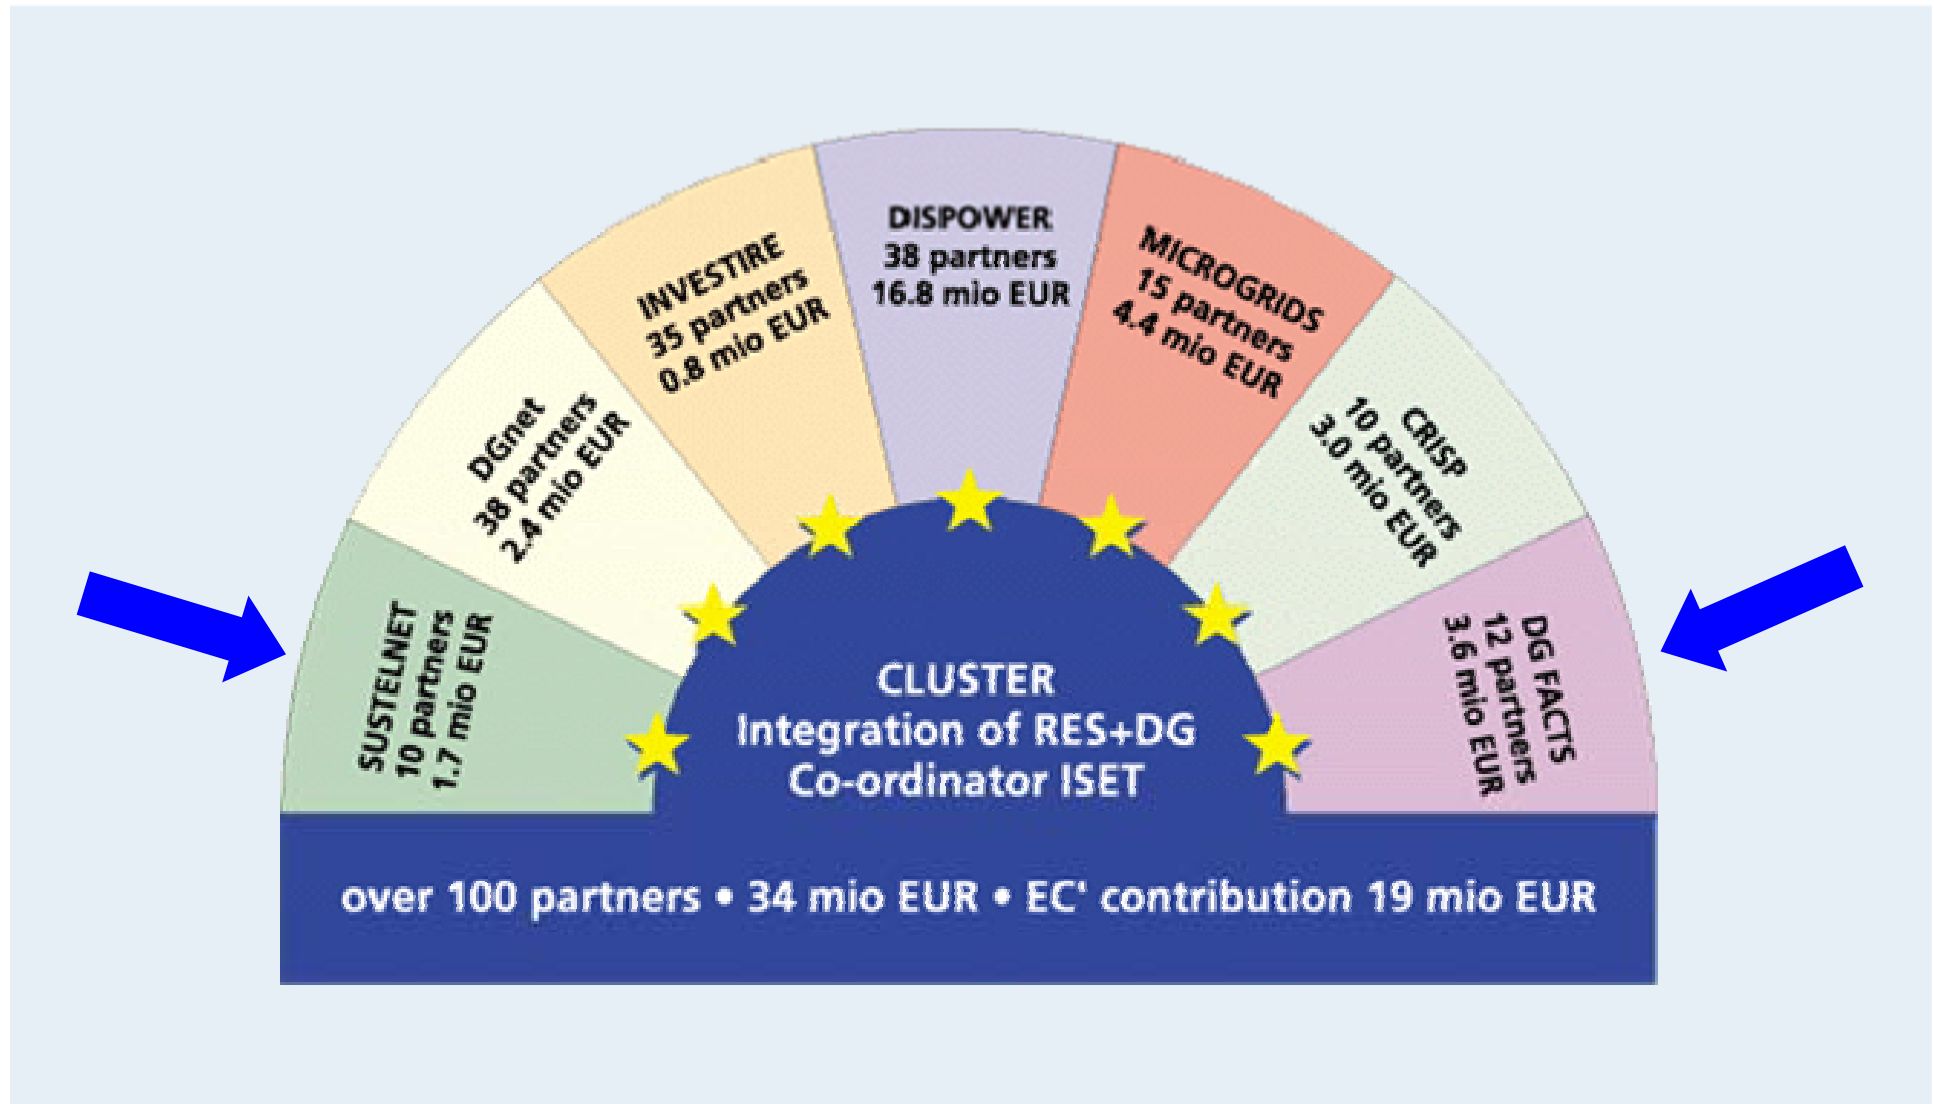 SUSTELNET
10 partners
1.7 mio EUR
DGnet
38 partners
2.4 mio EUR
INVESTIRE
35 partners
0.8 mio EUR
DISPOWER
38 partners
16.8 mio EUR
MICROGRIDS
15 partners
4.4 mio EUR
CRISP
10 partners
3.0 mio EUR
DG FACTS
12 partners
3.6 mio EUR
CLUSTER
Integration of RES+DG
Co-ordinator ISET
over 100 partners • 34 mio EUR • EC' contribution 19 mio EUR